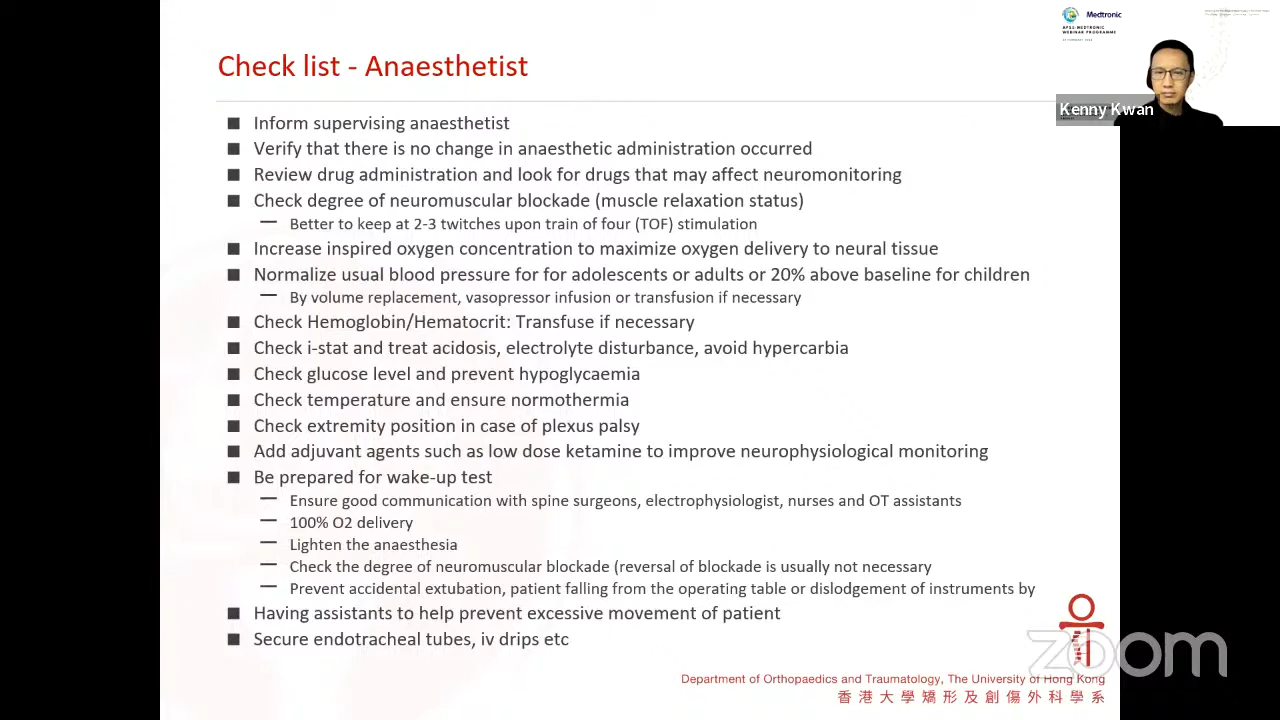 Medtronic
APSS-MEDTRONIC
WEBINAR PROGRAMME
Kenny Kwan
Check list - Anaesthetist
Inform supervising anaesthetist
Verify that there is no change in anaesthetic administration occurred
Review drug administration and look for drugs that may affect neuromonitoring
Check degree of neuromuscular blockade (muscle relaxation status)
Better to keep at 2-3 twitches upon train of four (TOF) stimulation
Increase inspired oxygen concentration to maximize oxygen delivery to neural tissue
Normalize usual blood pressure for for adolescents or adults or 20% above baseline for children
By volume replacement, vasopressor infusion or transfusion if necessary
Check Hemoglobin/Hematocrit: Transfuse if necessary
Check i-stat and treat acidosis, electrolyte disturbance, avoid hypercarbia
Check glucose level and prevent hypoglycaemia
Check temperature and ensure normothermia
Check extremity position in case of plexus palsy
Add adjuvant agents such as low dose ketamine to improve neurophysiological monitoring
Be prepared for wake-up test
Ensure good communication with spine surgeons, electrophysiologist, nurses and OT assistants
100% O2 delivery
Lighten the anaesthesia
Check the degree of neuromuscular blockade (reversal of blockade is usually not necessary
Prevent accidental extubation, patient falling from the operating table or dislodgement of instruments by
Having assistants to help prevent excessive movement of patient
Secure endotracheal tubes, iv drips etc
zoom
Department of Orthopaedics and Traumatology, The University of Hong Kong
香港大學矯形及創傷外科學系